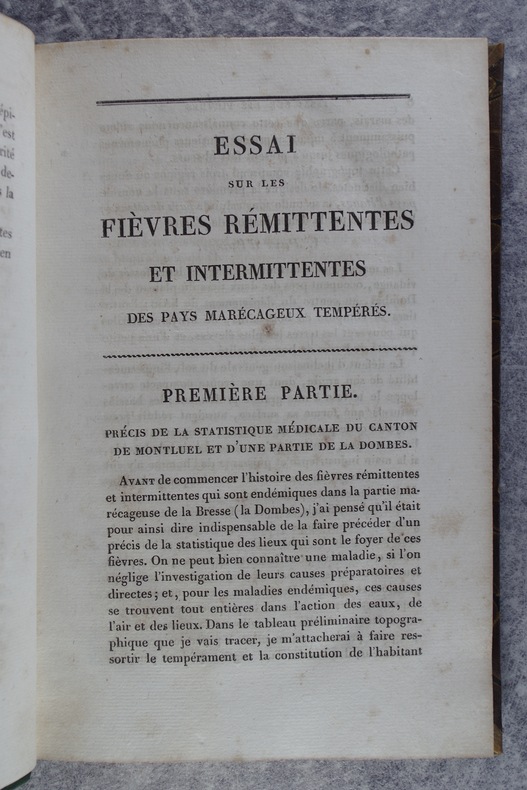 épi-
c'est
rité
de-
s la
tes
en
ESSAI
SUR LES
FIÈVRES RÉMITTENTES
ET INTERMITTENTES
DES PAYS MARÉCAGEUX TEMPÉRÉS.
PREMIÈRE PARTIE.
PRÉCIS DE LA STATISTIQUE MÉDICALE DU CANTON
DE MONTLUEL ET D'UNE PARTIE DE LA DOMBES.
AVANT de commencer l'histoire des fièvres rémittentes
et intermittentes qui sont endémiques dans la partie ma-
récageuse de la Bresse (la Dombes), j'ai pensé qu'il était
pour ainsi dire indispensable de la faire précéder d'un
précis de la statistique des lieux qui sont le foyer de ces
fièvres. On ne peut bien connaître une maladie, si l'on
néglige l'investigation de leurs causes préparatoires et
directes; et, pour les maladies endémiques, ces causes
se trouvent tout entières dans l'action des eaux, de
l'air et des lieux. Dans le tableau préliminaire topogra-
phique que je vais tracer, je m'attacherai à faire res-
sortir le tempérament et la constitution de l'habitant